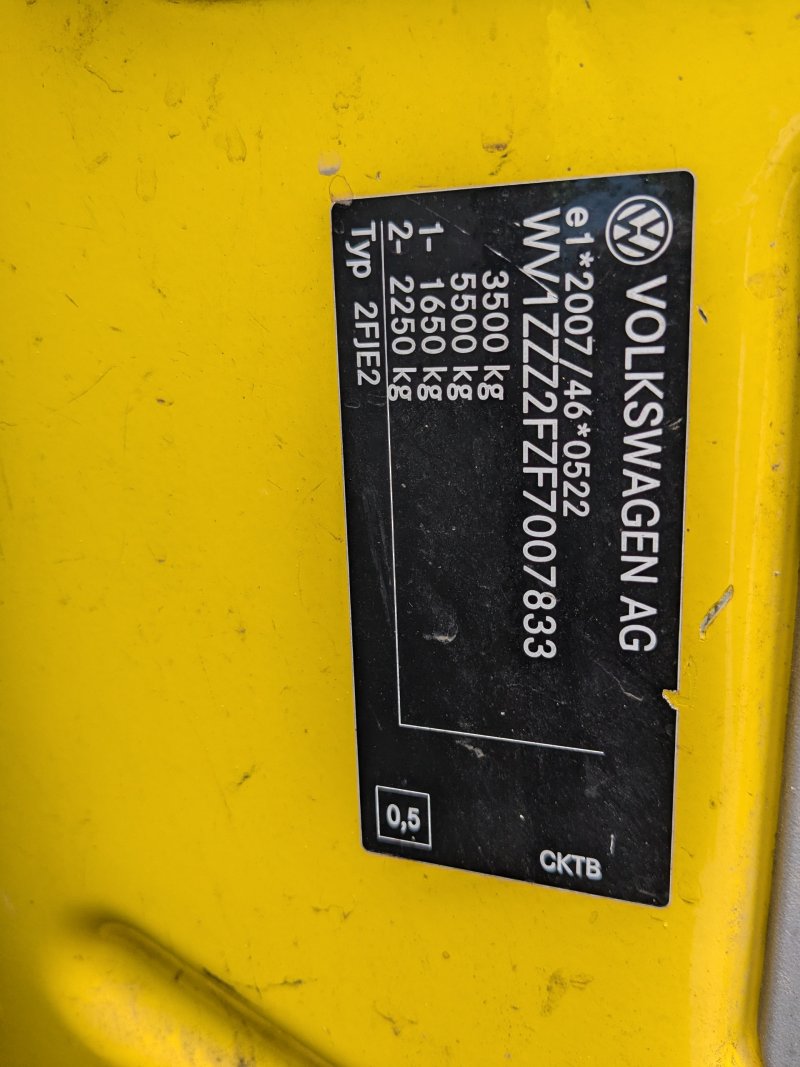 VOLKSWAGEN AG
e1*2007/46*0522
WV1ZZZ2FZF7007833
3500 kg
5500 kg
1- 1650 kg
2- 2250 kg
Typ 2FJE2
CKTB
0,5